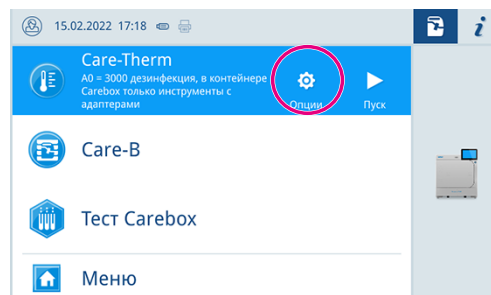 15.02.2022 17:18
i
Care-Therm
A0 = 3000 дезинфекция, в контейнере
Carebox только инструменты с
адаптерами
Опции
Пуск
Care-B
Тест Carebox
Меню